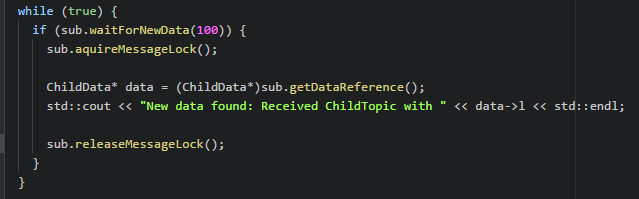 while (true) {
if (sub.waitForNewData(100)) {
sub.aquireMessageLock();
ChildData* data = (ChildData*)sub.getDataReference();
std::cout << "New data found: Received ChildTopic with " << data->l << std::endl;
sub.releaseMessageLock();
}
}